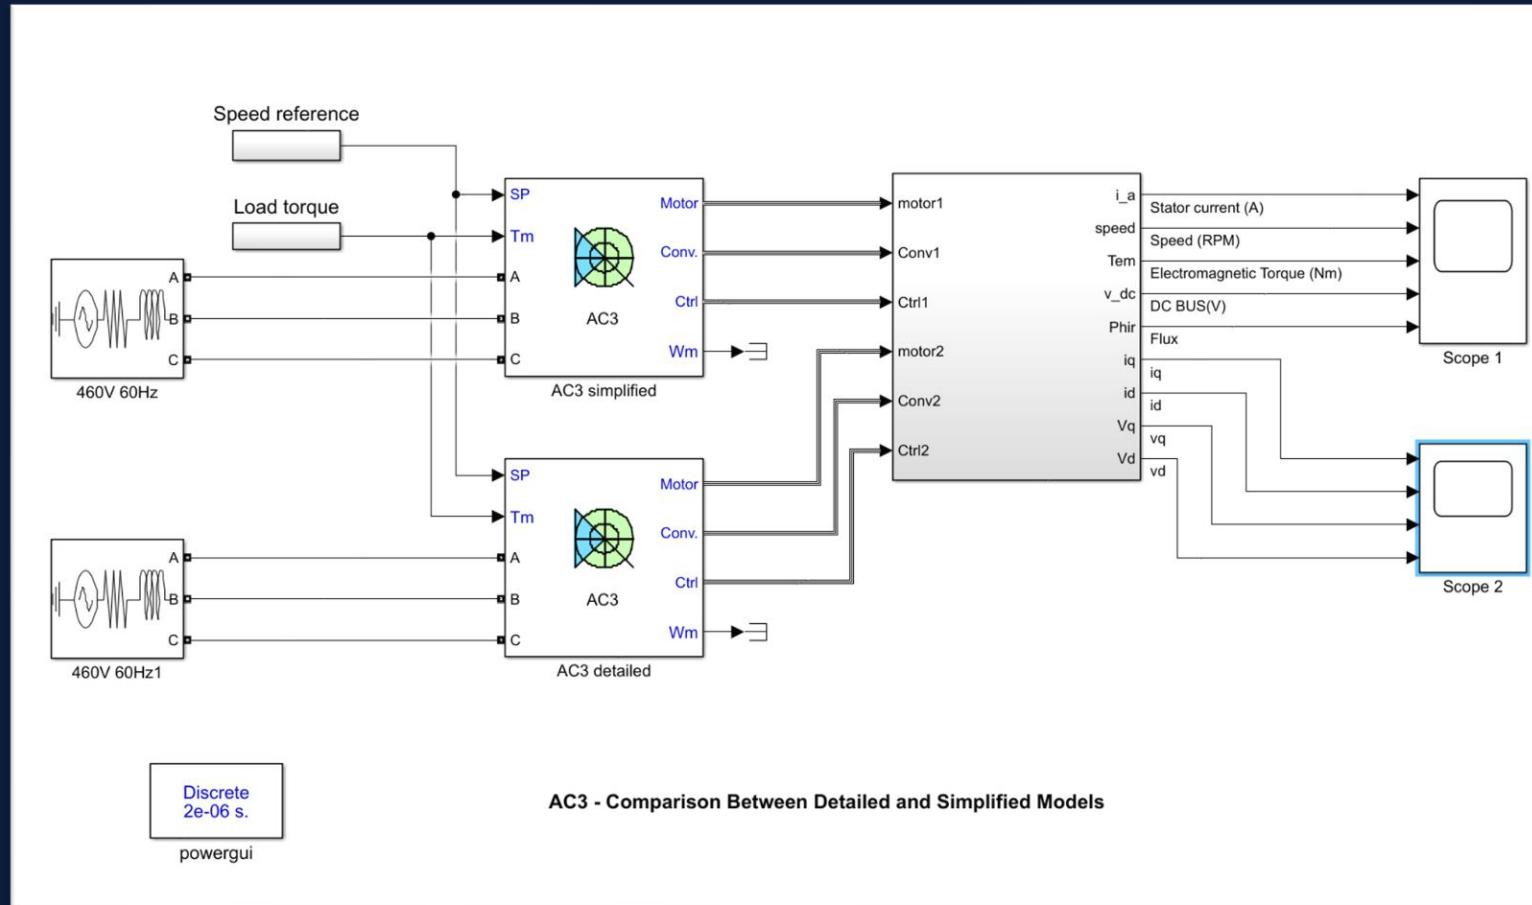 Speed reference
Load torque
A
B
C
460V 60Hz
SP
Tm
A
B
C
Motor
Conv.
Ctrl
Wm
AC3
AC3 simplified
A
B
C
460V 60Hz1
SP
Tm
A
B
C
Motor
Conv.
Ctrl
Wm
AC3
AC3 detailed
motor1
Conv1
Ctrl1
motor2
Conv2
Ctrl2
i_a
speed
Tem
v_dc
Phir
iq
id
Vq
Vd
Stator current (A)
Speed (RPM)
Electromagnetic Torque (Nm)
DC BUS(V)
Flux
iq
id
vq
vd
Scope 1
Scope 2
Discrete
2e-06 s.
powergui
AC3 - Comparison Between Detailed and Simplified Models